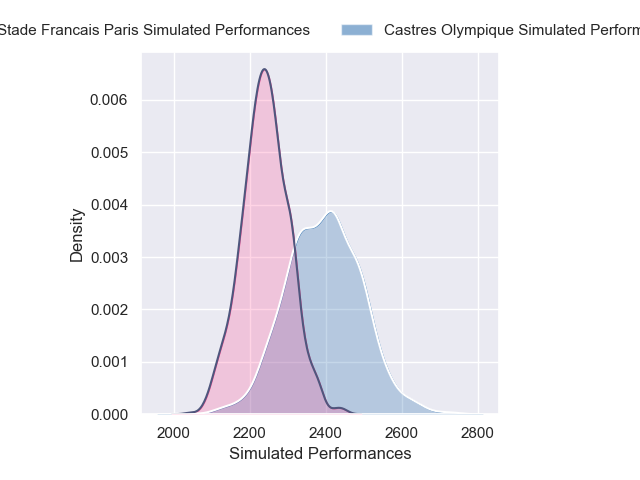 Stade Francais Paris Simulated Performances
Castres Olympique Simulated
0.006
0.005
0.004
0.003
0.002
0.001
0.000
Density
2000 2200 2400 2600 2800
Simulated Performances